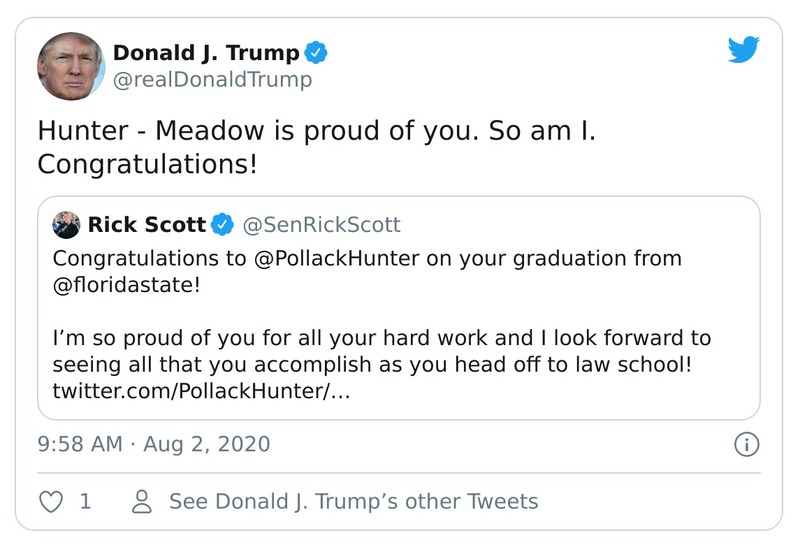 Donald J. Trump
@realDonaldTrump
Hunter - Meadow is proud of you. So am I.
Congratulations!
Rick Scott @SenRickScott
Congratulations to @PollackHunter on your graduation from
@floridastate!
I’m so proud of you for all your hard work and I look forward to
seeing all that you accomplish as you head off to law school!
twitter.com/PollackHunter/…
9:58 AM · Aug 2, 2020
1 See Donald J. Trump’s other Tweets